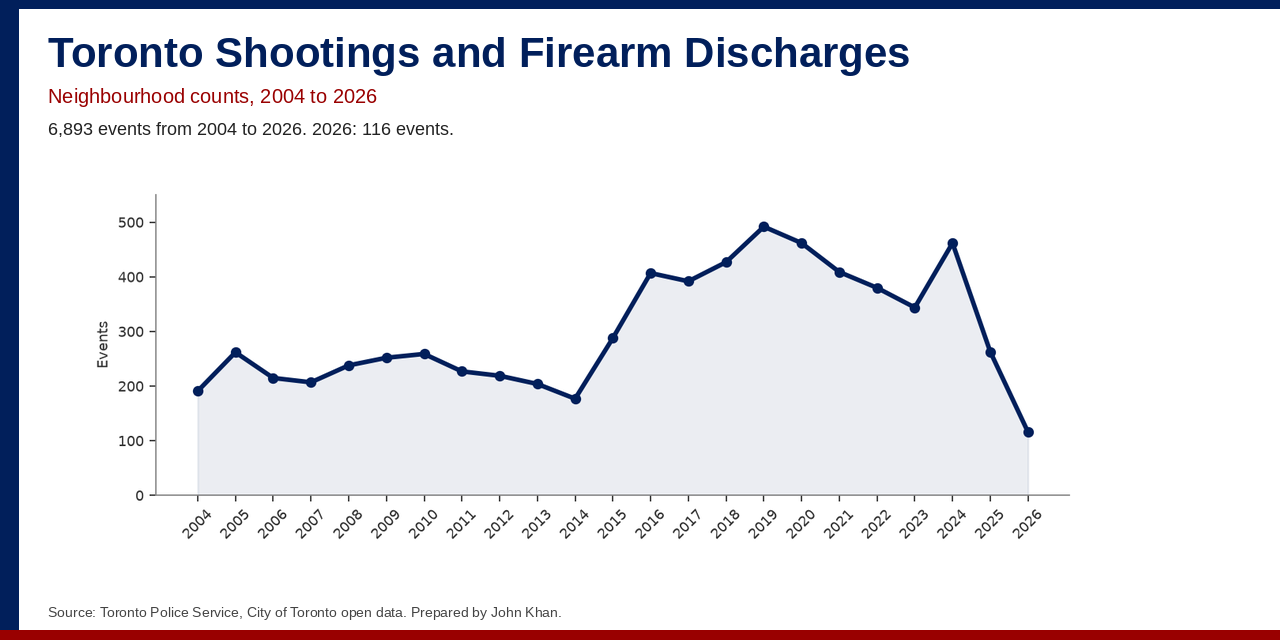 Toronto Shootings and Firearm Discharges
Neighbourhood counts, 2004 to 2026
6,893 events from 2004 to 2026. 2026: 116 events.
500
400
300
200
100
0
Events
2004 2005 2006 2007 2008 2009 2010 2011 2012 2013 2014 2015 2016 2017 2018 2019 2020 2021 2022 2023 2024 2025 2026
Source: Toronto Police Service, City of Toronto open data. Prepared by John Khan.